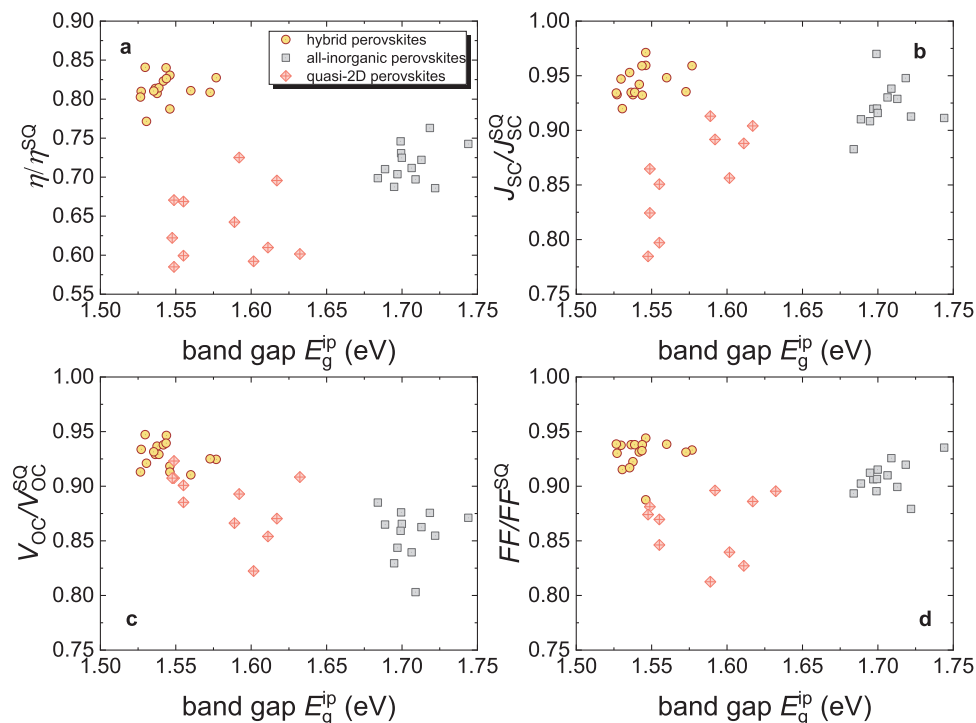 a
hybrid perovskites
all-inorganic perovskites
quasi-2D perovskites
0.90
0.85
0.80
0.75
0.70
0.65
0.60
0.55
η/η^SQ
1.50 1.55 1.60 1.65 1.70 1.75
band gap E_g^ip (eV)
b
1.00
0.95
0.90
0.85
0.80
0.75
J_SC/J_SC^SQ
1.50 1.55 1.60 1.65 1.70 1.75
band gap E_g^ip (eV)
c
1.00
0.95
0.90
0.85
0.80
0.75
V_OC/V_OC^SQ
1.50 1.55 1.60 1.65 1.70 1.75
band gap E_g^ip (eV)
d
1.00
0.95
0.90
0.85
0.80
0.75
FF/FF^SQ
1.50 1.55 1.60 1.65 1.70 1.75
band gap E_g^ip (eV)